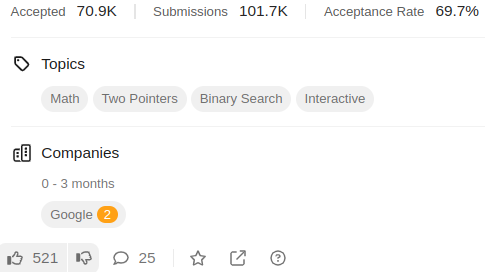 Accepted 70.9K Submissions 101.7K Acceptance Rate 69.7%
Topics
Math Two Pointers Binary Search Interactive
Companies
0 - 3 months
Google 2
521 25